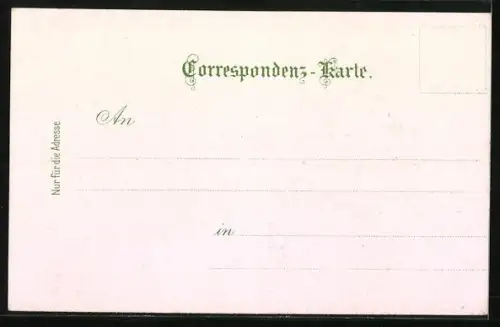 Correspondenz-Karte.
An
Nur für die Adresse
in